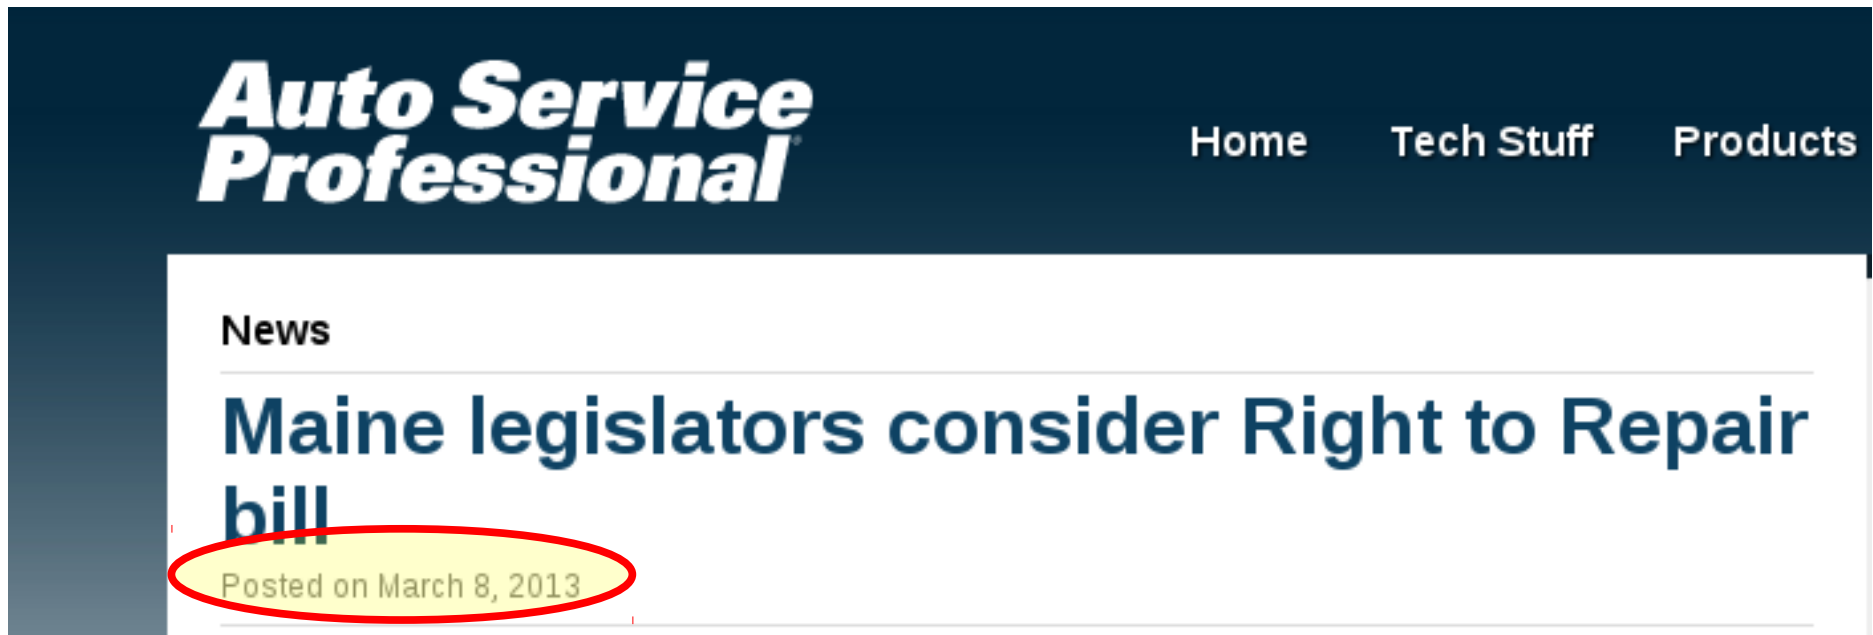 Auto Service
Professional
Home Tech Stuff Products
News
Maine legislators consider Right to Repair
bill
Posted on March 8, 2013